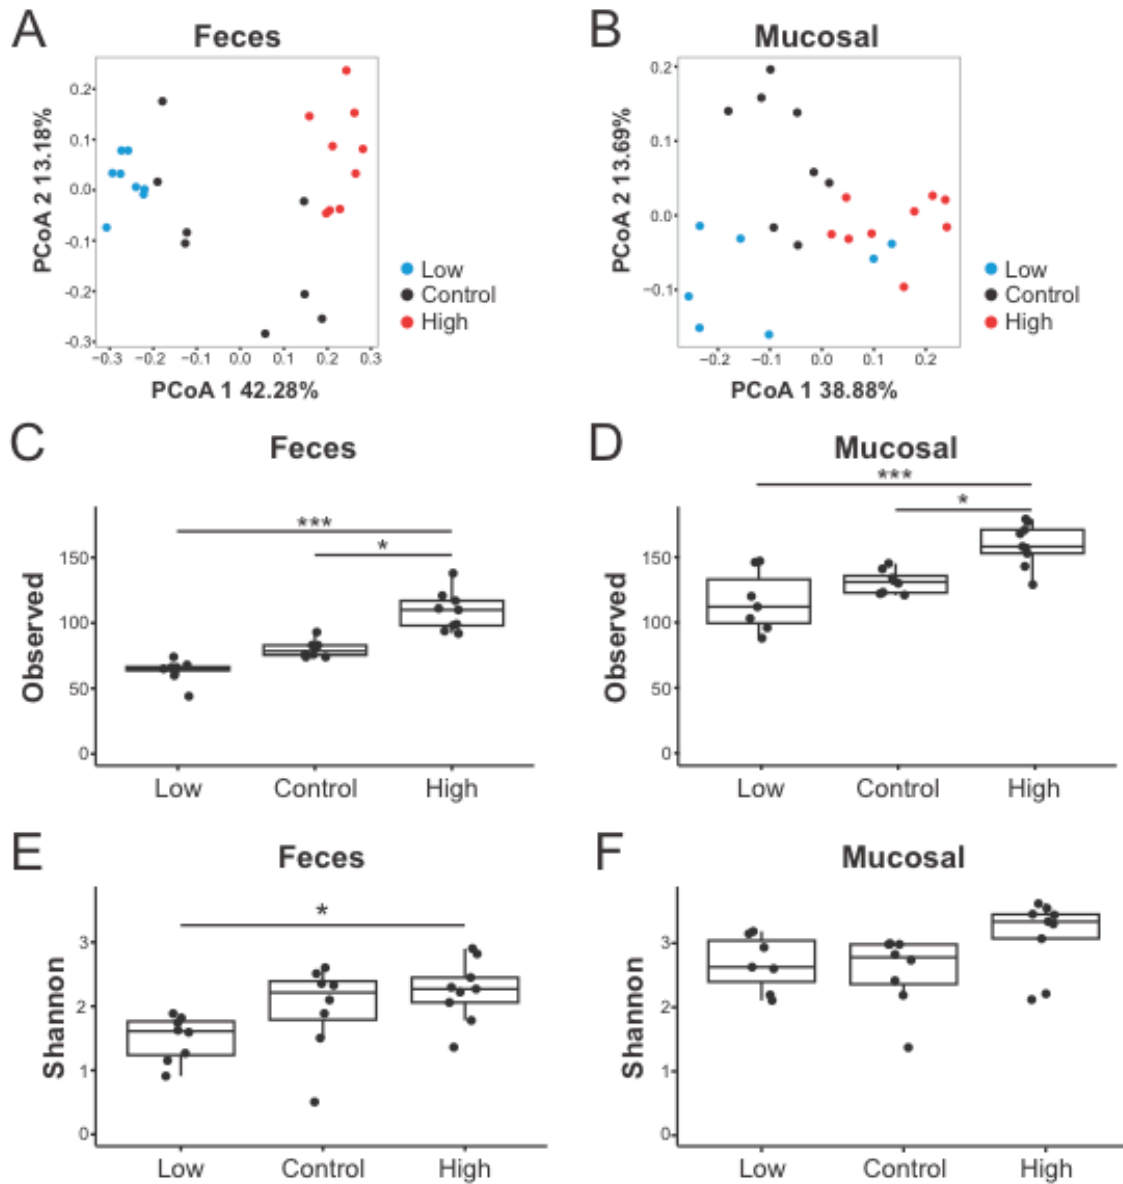 A
Feces
PCoA 2 13.18%
0.2
0.1
0.0
−0.1
−0.2
−0.3
−0.3 −0.2 −0.1 0.0 0.1 0.2 0.3
PCoA 1 42.28%
Low
Control
High
B
Mucosal
PCoA 2 13.69%
0.2
0.1
0.0
−0.1
−0.2 −0.1 0.0 0.1 0.2
PCoA 1 38.88%
Low
Control
High
C
Feces
***
*
Observed
150
100
50
0
Low Control High
D
Mucosal
***
*
Observed
150
100
50
0
Low Control High
E
Feces
*
Shannon
3
2
1
0
Low Control High
F
Mucosal
Shannon
3
2
1
0
Low Control High